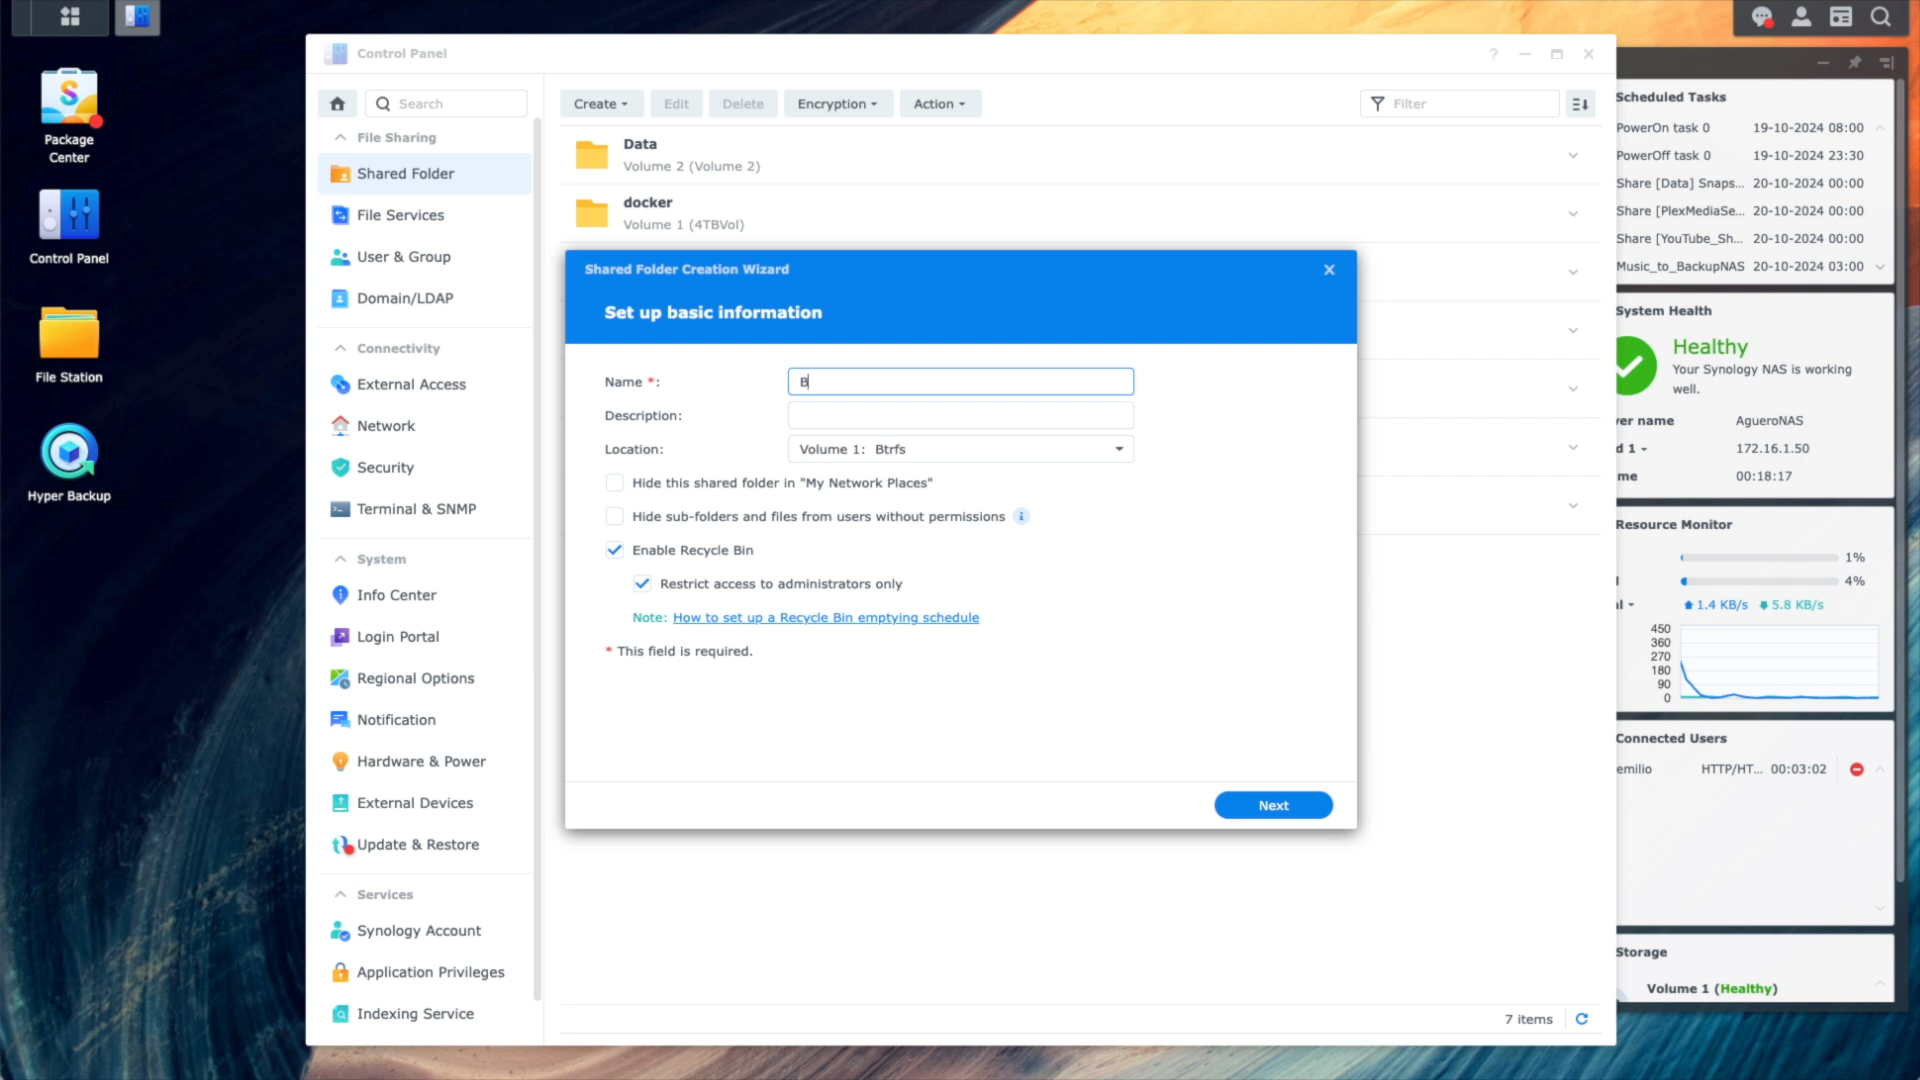 Package
Center
Control Panel
File Station
Hyper Backup
Control Panel
Search
File Sharing
Shared Folder
File Services
User & Group
Domain/LDAP
Connectivity
External Access
Network
Security
Terminal & SNMP
System
Info Center
Login Portal
Regional Options
Notification
Hardware & Power
External Devices
Update & Restore
Services
Synology Account
Application Privileges
Indexing Service
Create Edit Delete Encryption Action Filter
Data
Volume 2 (Volume 2)
docker
Volume 1 (4TBVol)
Shared Folder Creation Wizard
Set up basic information
Name *: B
Description:
Location: Volume 1: Btrfs
Hide this shared folder in "My Network Places"
Hide sub-folders and files from users without permissions
Enable Recycle Bin
Restrict access to administrators only
Note: How to set up a Recycle Bin emptying schedule
* This field is required.
Next
7 items
Scheduled Tasks
PowerOn task 0 19-10-2024 08:00
PowerOff task 0 19-10-2024 23:30
Share [Data] Snaps... 20-10-2024 00:00
Share [PlexMediaSe... 20-10-2024 00:00
Share [YouTube_Sh... 20-10-2024 00:00
Music_to_BackupNAS 20-10-2024 03:00
System Health
Healthy
Your Synology NAS is working
well.
ver name AgueroNAS
d 1 172.16.1.50
me 00:18:17
Resource Monitor
1%
4%
1.4 KB/s 5.8 KB/s
450
360
270
180
90
0
Connected Users
emilio HTTP/HT... 00:03:02
Storage
Volume 1 (Healthy)